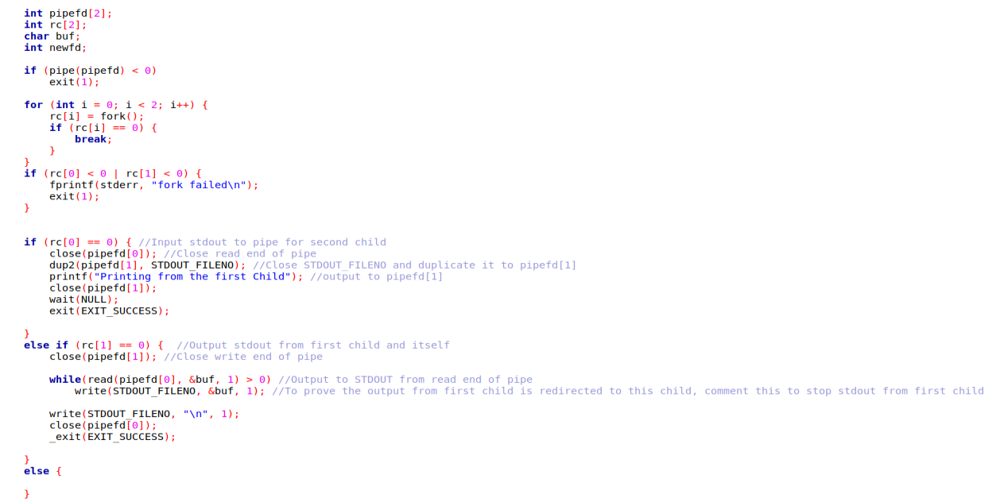 int pipefd[2];
int rc[2];
char buf;
int newfd;

if (pipe(pipefd) < 0)
    exit(1);

for (int i = 0; i < 2; i++) {
    rc[i] = fork();
    if (rc[i] == 0) {
        break;
    }
}
if (rc[0] < 0 | rc[1] < 0) {
    fprintf(stderr, "fork failed\n");
    exit(1);
}


if (rc[0] == 0) { //Input stdout to pipe for second child
    close(pipefd[0]); //Close read end of pipe
    dup2(pipefd[1], STDOUT_FILENO); //Close STDOUT_FILENO and duplicate it to pipefd[1]
    printf("Printing from the first Child"); //output to pipefd[1]
    close(pipefd[1]);
    wait(NULL);
    exit(EXIT_SUCCESS);

}
else if (rc[1] == 0) {  //Output stdout from first child and itself
    close(pipefd[1]); //Close write end of pipe

    while(read(pipefd[0], &buf, 1) > 0) //Output to STDOUT from read end of pipe
        write(STDOUT_FILENO, &buf, 1); //To prove the output from first child is redirected to this child, comment this to stop stdout from first child

    write(STDOUT_FILENO, "\n", 1);
    close(pipefd[0]);
    _exit(EXIT_SUCCESS);

}
else {

}